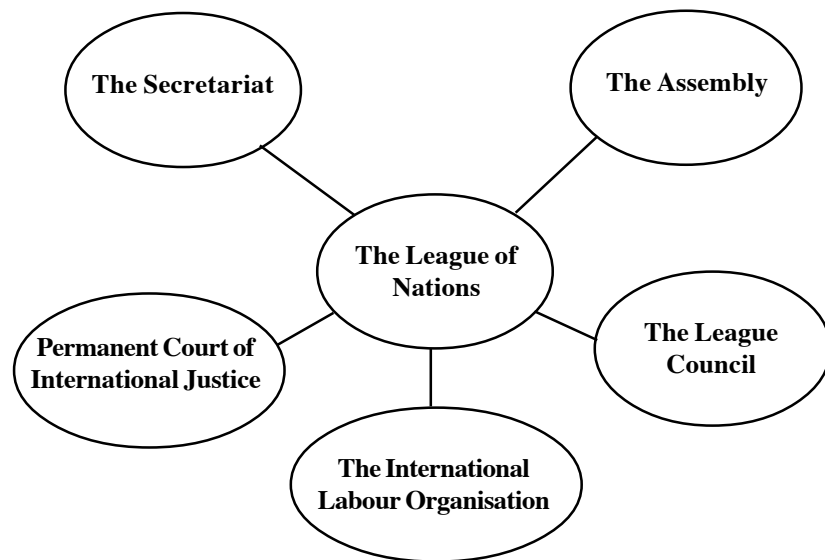 The Secretariat
The Assembly
The League of
Nations
Permanent Court of
International Justice
The League
Council
The International
Labour Organisation